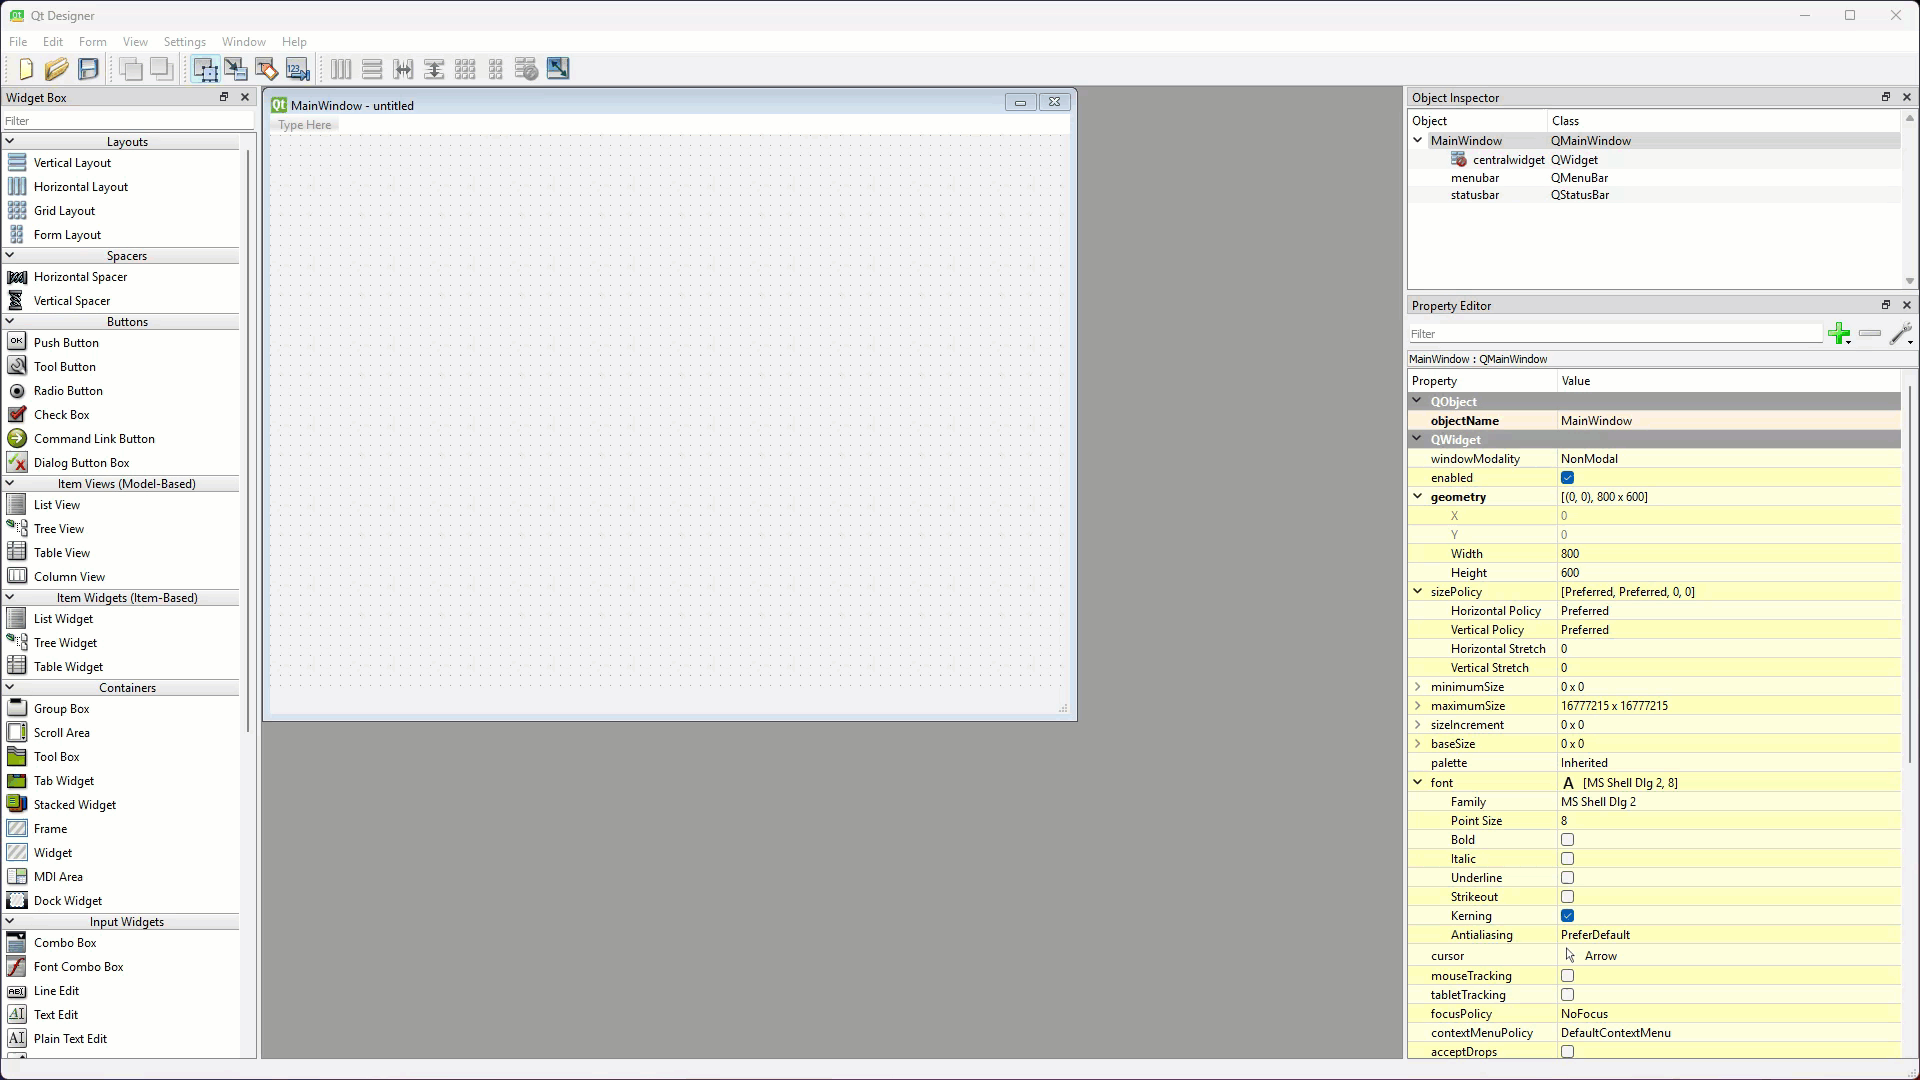 Qt Designer
File Edit Form View Settings Window Help
Widget Box
Filter
Layouts
Vertical Layout
Horizontal Layout
Grid Layout
Form Layout
Spacers
Horizontal Spacer
Vertical Spacer
Buttons
Push Button
Tool Button
Radio Button
Check Box
Command Link Button
Dialog Button Box
Item Views (Model-Based)
List View
Tree View
Table View
Column View
Item Widgets (Item-Based)
List Widget
Tree Widget
Table Widget
Containers
Group Box
Scroll Area
Tool Box
Tab Widget
Stacked Widget
Frame
Widget
MDI Area
Dock Widget
Input Widgets
Combo Box
Font Combo Box
Line Edit
Text Edit
Plain Text Edit
MainWindow - untitled
Type Here
Object Inspector
Object Class
MainWindow QMainWindow
centralwidget QWidget
menubar QMenuBar
statusbar QStatusBar
Property Editor
Filter
MainWindow : QMainWindow
Property Value
QObject
objectName MainWindow
QWidget
windowModality NonModal
enabled
geometry [(0, 0), 800 x 600]
X 0
Y 0
Width 800
Height 600
sizePolicy [Preferred, Preferred, 0, 0]
Horizontal Policy Preferred
Vertical Policy Preferred
Horizontal Stretch 0
Vertical Stretch 0
minimumSize 0 x 0
maximumSize 16777215 x 16777215
sizeIncrement 0 x 0
baseSize 0 x 0
palette Inherited
font A [MS Shell Dlg 2, 8]
Family MS Shell Dlg 2
Point Size 8
Bold
Italic
Underline
Strikeout
Kerning
Antialiasing PreferDefault
cursor Arrow
mouseTracking
tabletTracking
focusPolicy NoFocus
contextMenuPolicy DefaultContextMenu
acceptDrops